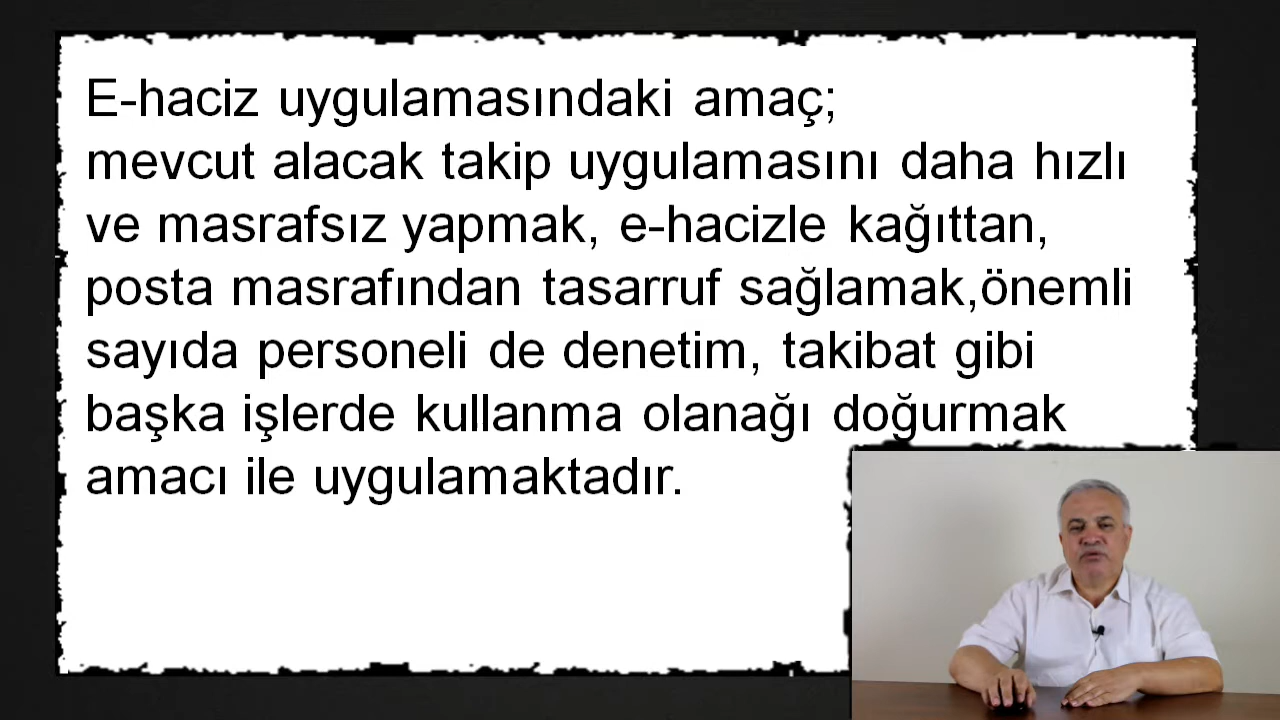 E-haciz uygulamasındaki amaç;
mevcut alacak takip uygulamasını daha hızlı
ve masrafsız yapmak, e-hacizle kağıttan,
posta masrafından tasarruf sağlamak,önemli
sayıda personeli de denetim, takibat gibi
başka işlerde kullanma olanağı doğurmak
amacı ile uygulamaktadır.